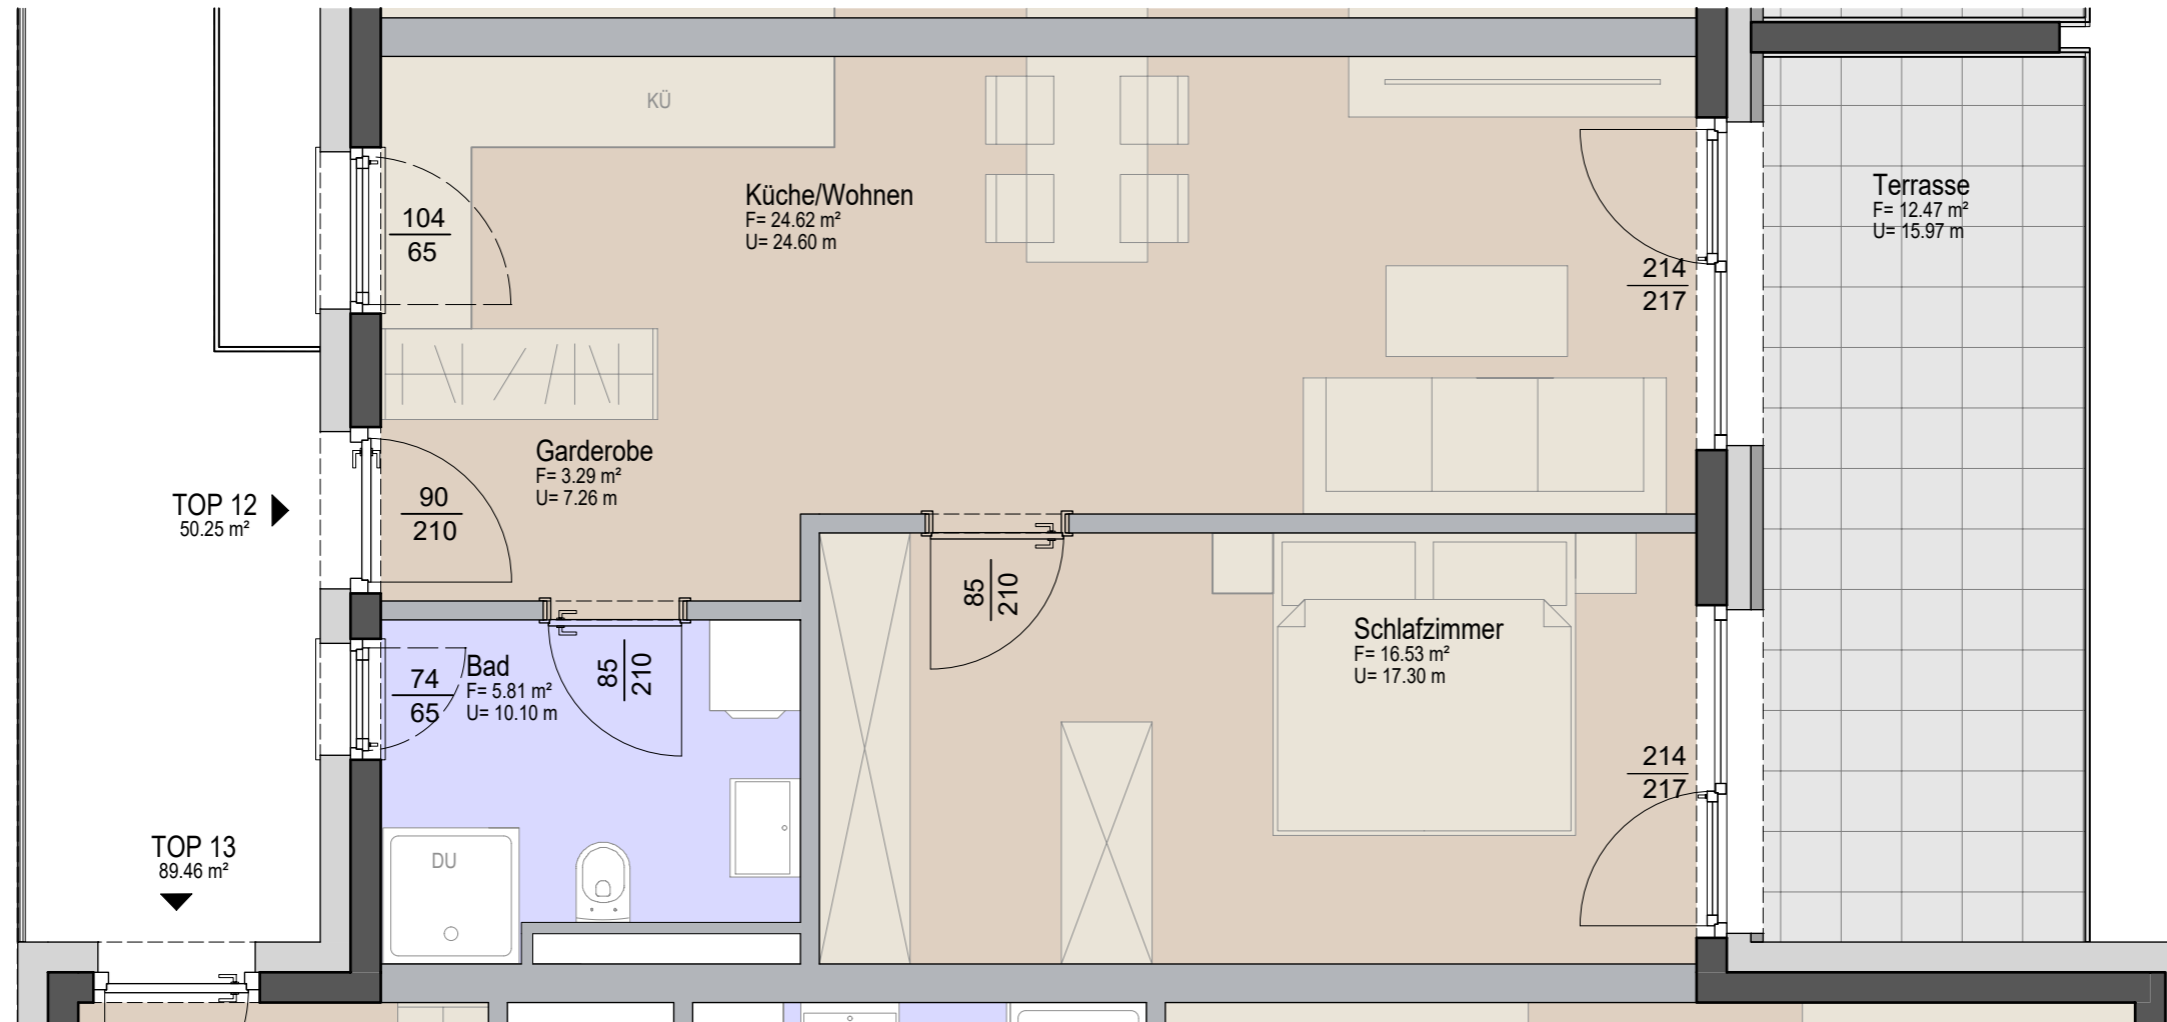 KÜ
Küche/Wohnen
F= 24.62 m²
U= 24.60 m
Terrasse
F= 12.47 m²
U= 15.97 m
104
65
214
217
Garderobe
F= 3.29 m²
U= 7.26 m
TOP 12
50.25 m²
90
210
85
210
Schlafzimmer
F= 16.53 m²
U= 17.30 m
Bad
F= 5.81 m²
U= 10.10 m
74
65
85
210
214
217
TOP 13
89.46 m²
DU